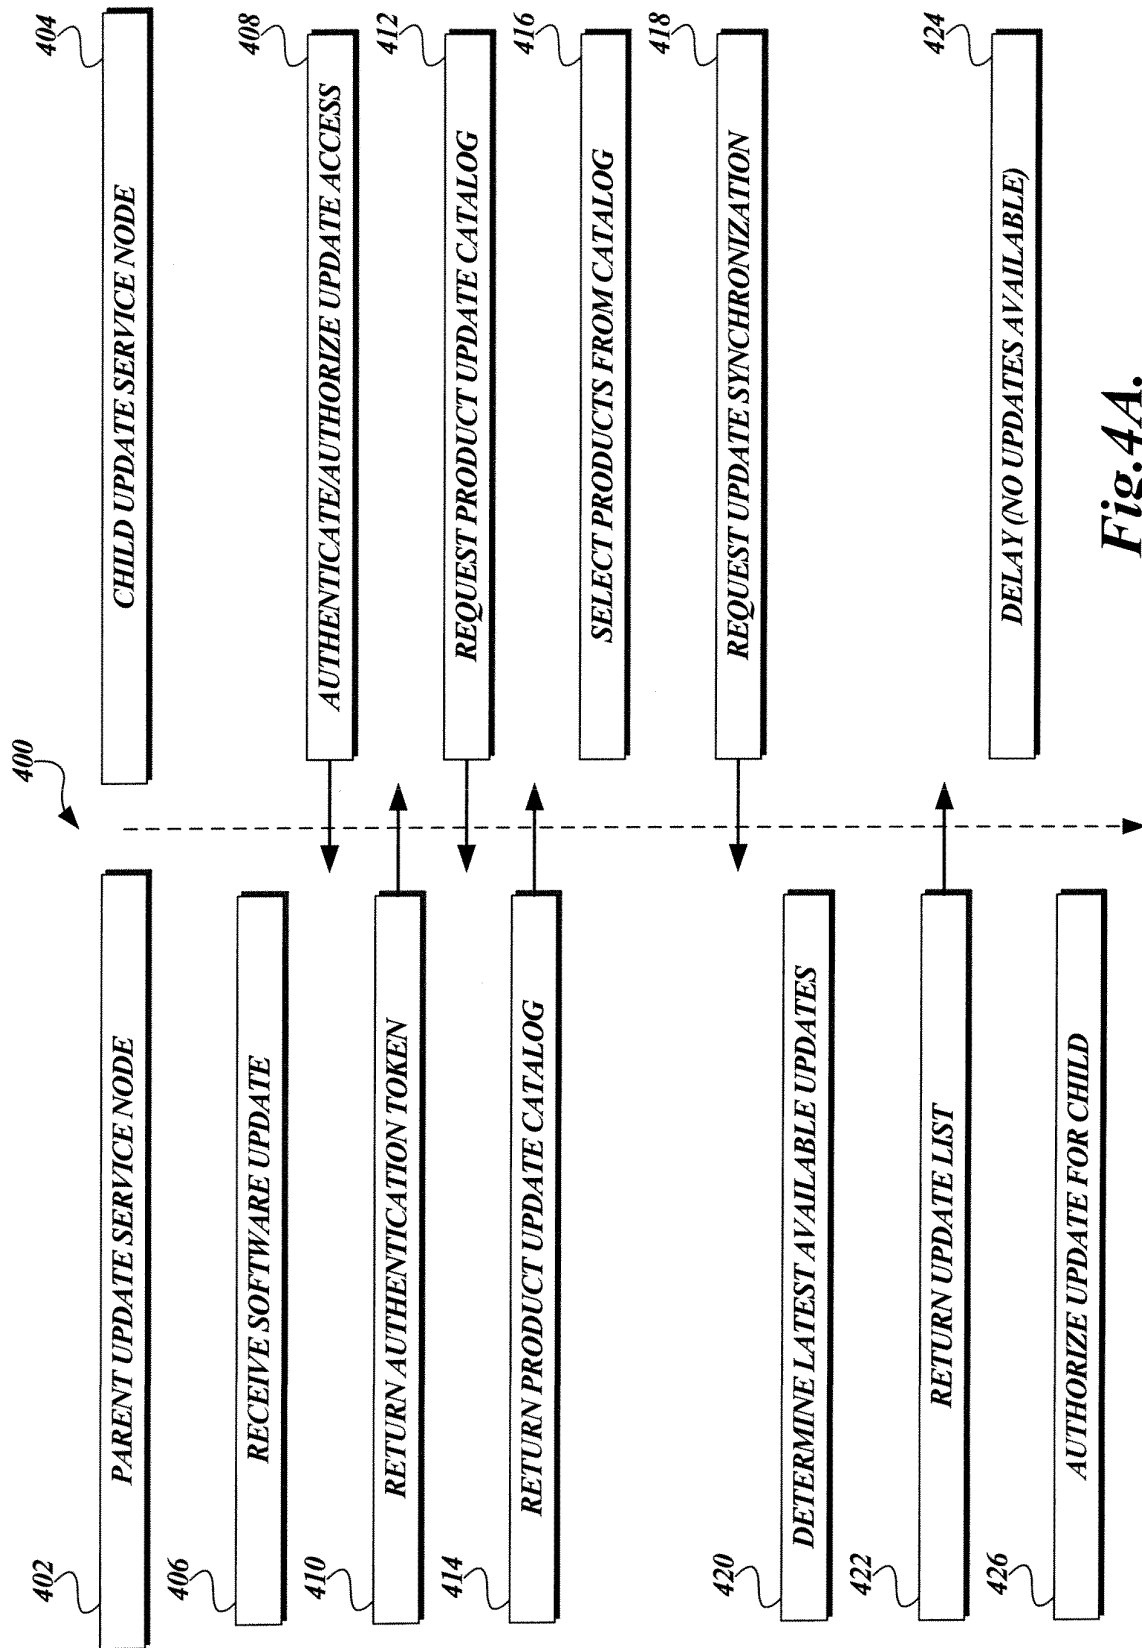 400
402
PARENT UPDATE SERVICE NODE
404
CHILD UPDATE SERVICE NODE
406
RECEIVE SOFTWARE UPDATE
408
AUTHENTICATE/AUTHORIZE UPDATE ACCESS
410
RETURN AUTHENTICATION TOKEN
412
REQUEST PRODUCT UPDATE CATALOG
414
RETURN PRODUCT UPDATE CATALOG
416
SELECT PRODUCTS FROM CATALOG
418
REQUEST UPDATE SYNCHRONIZATION
420
DETERMINE LATEST AVAILABLE UPDATES
422
RETURN UPDATE LIST
424
DELAY (NO UPDATES AVAILABLE)
426
AUTHORIZE UPDATE FOR CHILD
Fig.4A.